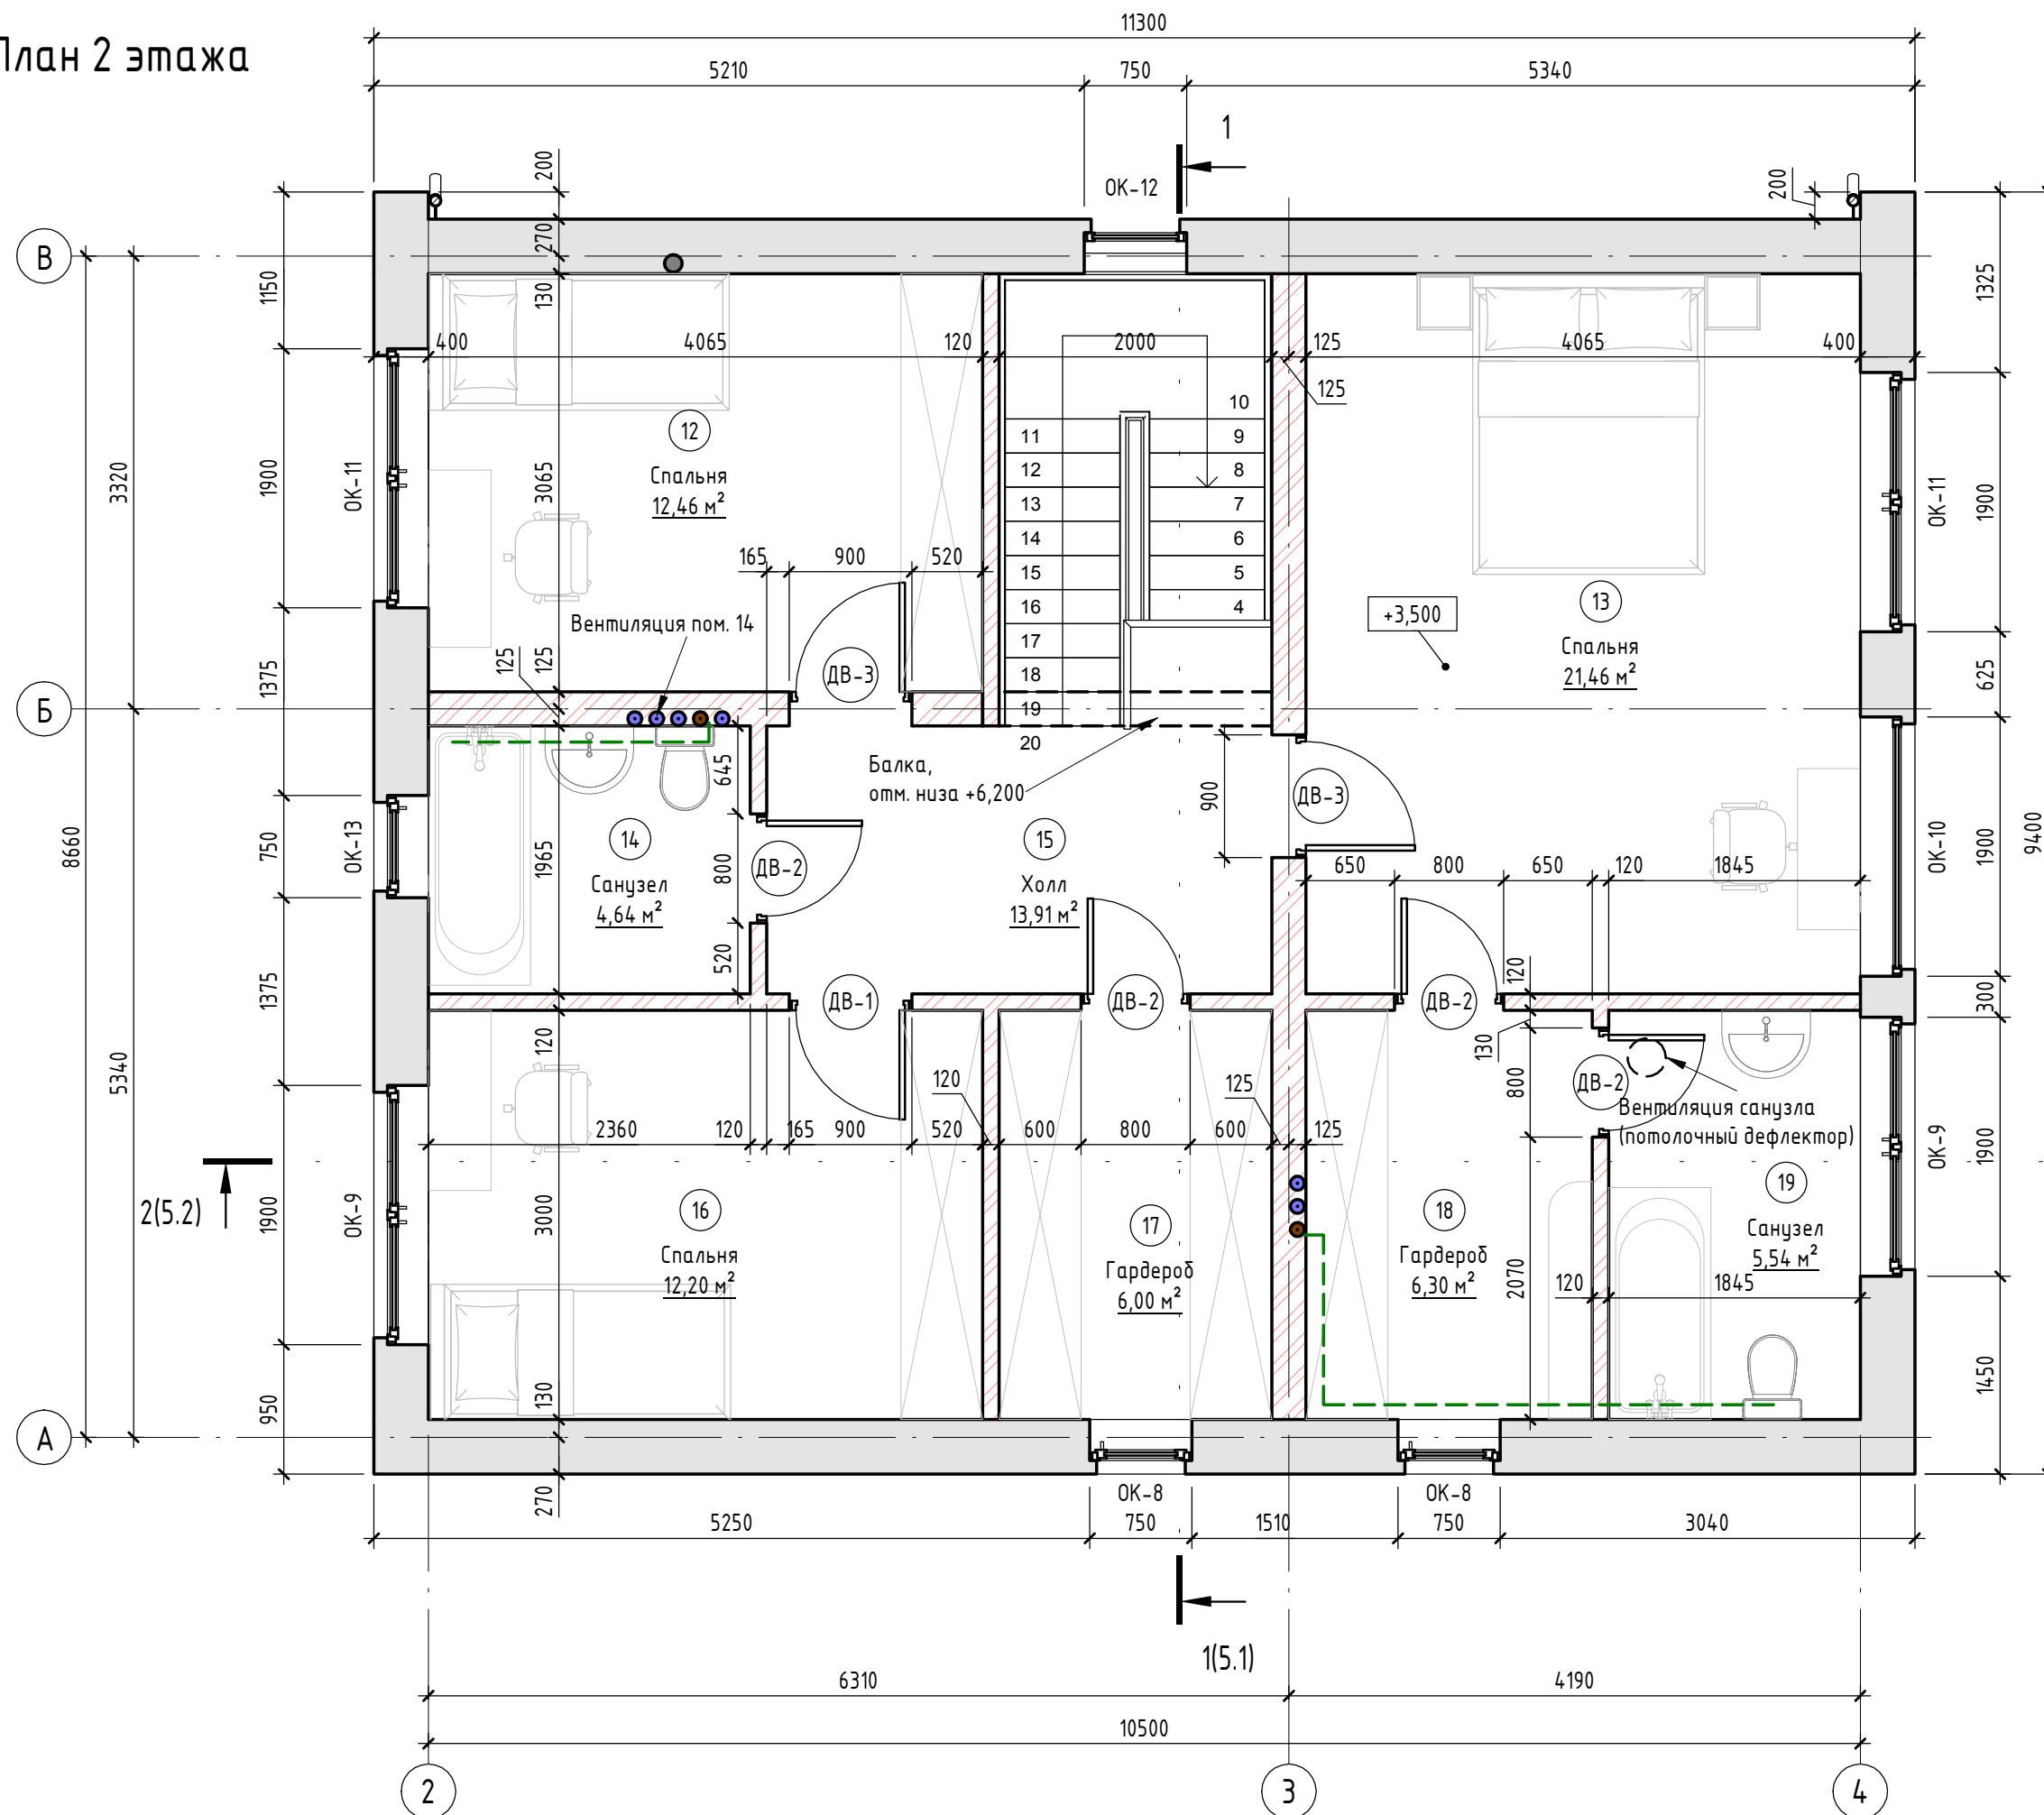 План 2 этажа
11300
5210
750
5340
1
ОК-12
200
200
В
270
130
1150
1325
400
4065
120
2000
125
4065
400
125
10
11
9
12
8
13
7
14
6
15
5
16
4
17
18
19
20
12
Спальня
12,46 м²
3065
ОК-11
1900
3320
165
900
520
Вентиляция пом. 14
ДВ-3
125
125
1375
Б
13
Спальня
21,46 м²
+3,500
ОК-11
1900
625
Балка,
отм. низа +6,200
900
ДВ-3
645
14
Санузел
4,64 м²
1965
800
ДВ-2
520
15
Холл
13,91 м²
8660
750
ОК-13
1375
650
800
650
120
1845
ОК-10
1900
9400
120
300
ДВ-1
ДВ-2
ДВ-2
130
800
ДВ-2
Вентиляция санузла
(потолочный дефлектор)
5340
120
120
125
2360
120
165
900
520
600
800
600
125
2(5.2)
1900
ОК-9
3000
16
Спальня
12,20 м²
17
Гардероб
6,00 м²
18
Гардероб
6,30 м²
2070
19
Санузел
5,54 м²
120
1845
ОК-9
1900
1450
950
130
А
270
ОК-8
ОК-8
5250
750
1510
750
3040
1(5.1)
6310
4190
10500
2
3
4